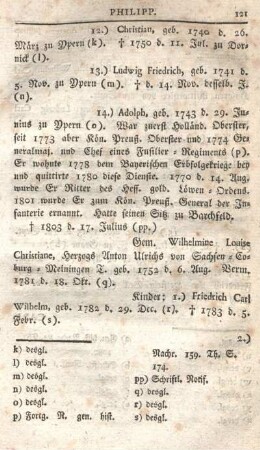 PHILIPP. 121
12.) Christian, geb. 1740 d. 26.
März zu Ypern (k). † 1750 d. 11. Jul. zu Dor-
nick (l).
13.) Ludwig Friedrich, geb. 1741 d.
5. Nov. zu Ypern (m). † d. 14. Nov. desselb. J.
(n).
14.) Adolph, geb. 1743 d. 29. Ju-
nius zu Ypern (o). War zuerst Holländ. Oberster,
seit 1773 aber Kön. Preuß. Oberster und 1774 Ge-
neralmaj. und Chef eines Fusilier-Regiments (p).
Er wohnte 1778 dem Bayerischen Erbfolgekriege bey
und quittirte 1780 diese Dienste. 1770 d. 14. Aug.
wurde Er Ritter des Hess. gold. Löwen-Ordens.
1801 wurde Er zum Kön. Preuß. General der In-
fanterie ernannt. Hatte seinen Sitz zu Barchfeld.
† 1803 d. 17. Julius (pp)
Gem. Wilhelmine Louise
Christiane, Herzogs Anton Ulrichs von Sachsen-Co-
burg-Meiningen T. geb. 1752 d. 6. Aug. Verm.
1781 d. 18. Okt. (q)
Kinder: 1.) Friedrich Carl
Wilhelm, geb. 1782 d. 29. Dec. (r). † 1783 d. 5.
Febr. (s).
2.)
k) desgl.
l) desgl.
m) desgl.
n) desgl.
o) desgl.
p) Fortg. N. gen. hist.
Nachr. 159. Th. S.
174.
pp) Schriftl. Notif.
q) desgl.
r) desgl.
s) desgl.